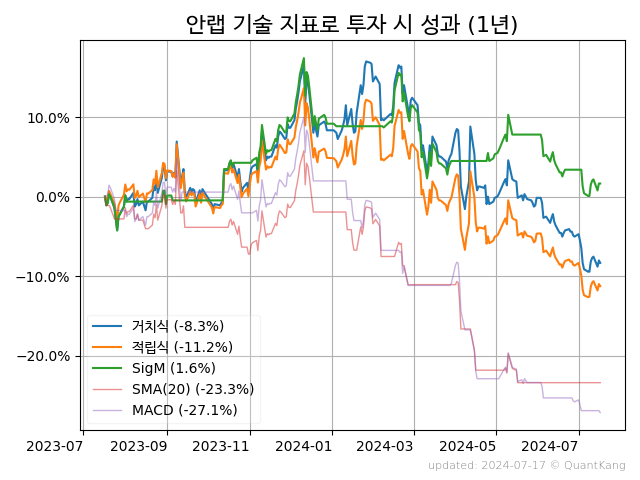 안랩 기술 지표로 투자 시 성과 (1년)
10.0%
0.0%
−10.0%
−20.0%
거치식 (-8.3%)
적립식 (-11.2%)
SigM (1.6%)
SMA(20) (-23.3%)
MACD (-27.1%)
2023-07 2023-09 2023-11 2024-01 2024-03 2024-05 2024-07
updated: 2024-07-17 © QuantKang